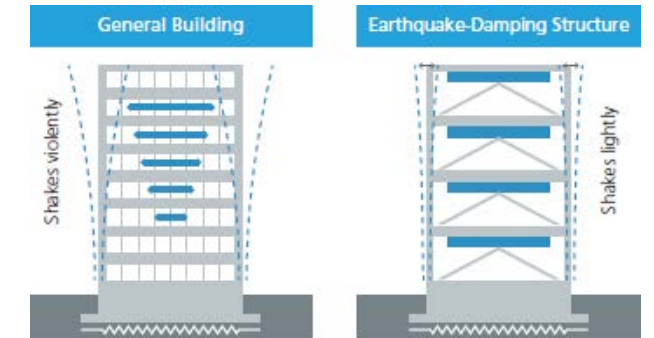 General Building
Earthquake-Damping Structure
Shakes violently
Shakes lightly